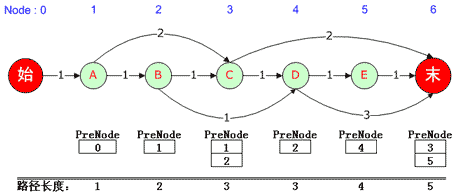 Node : 0 1 2 3 4 5 6
2 2
始 1 A 1 B 1 C 1 D 1 E 1 末
1 3
PreNode PreNode PreNode PreNode PreNode PreNode
0 1 1 2 4 3
2 5
路径长度： 1 2 3 3 4 5